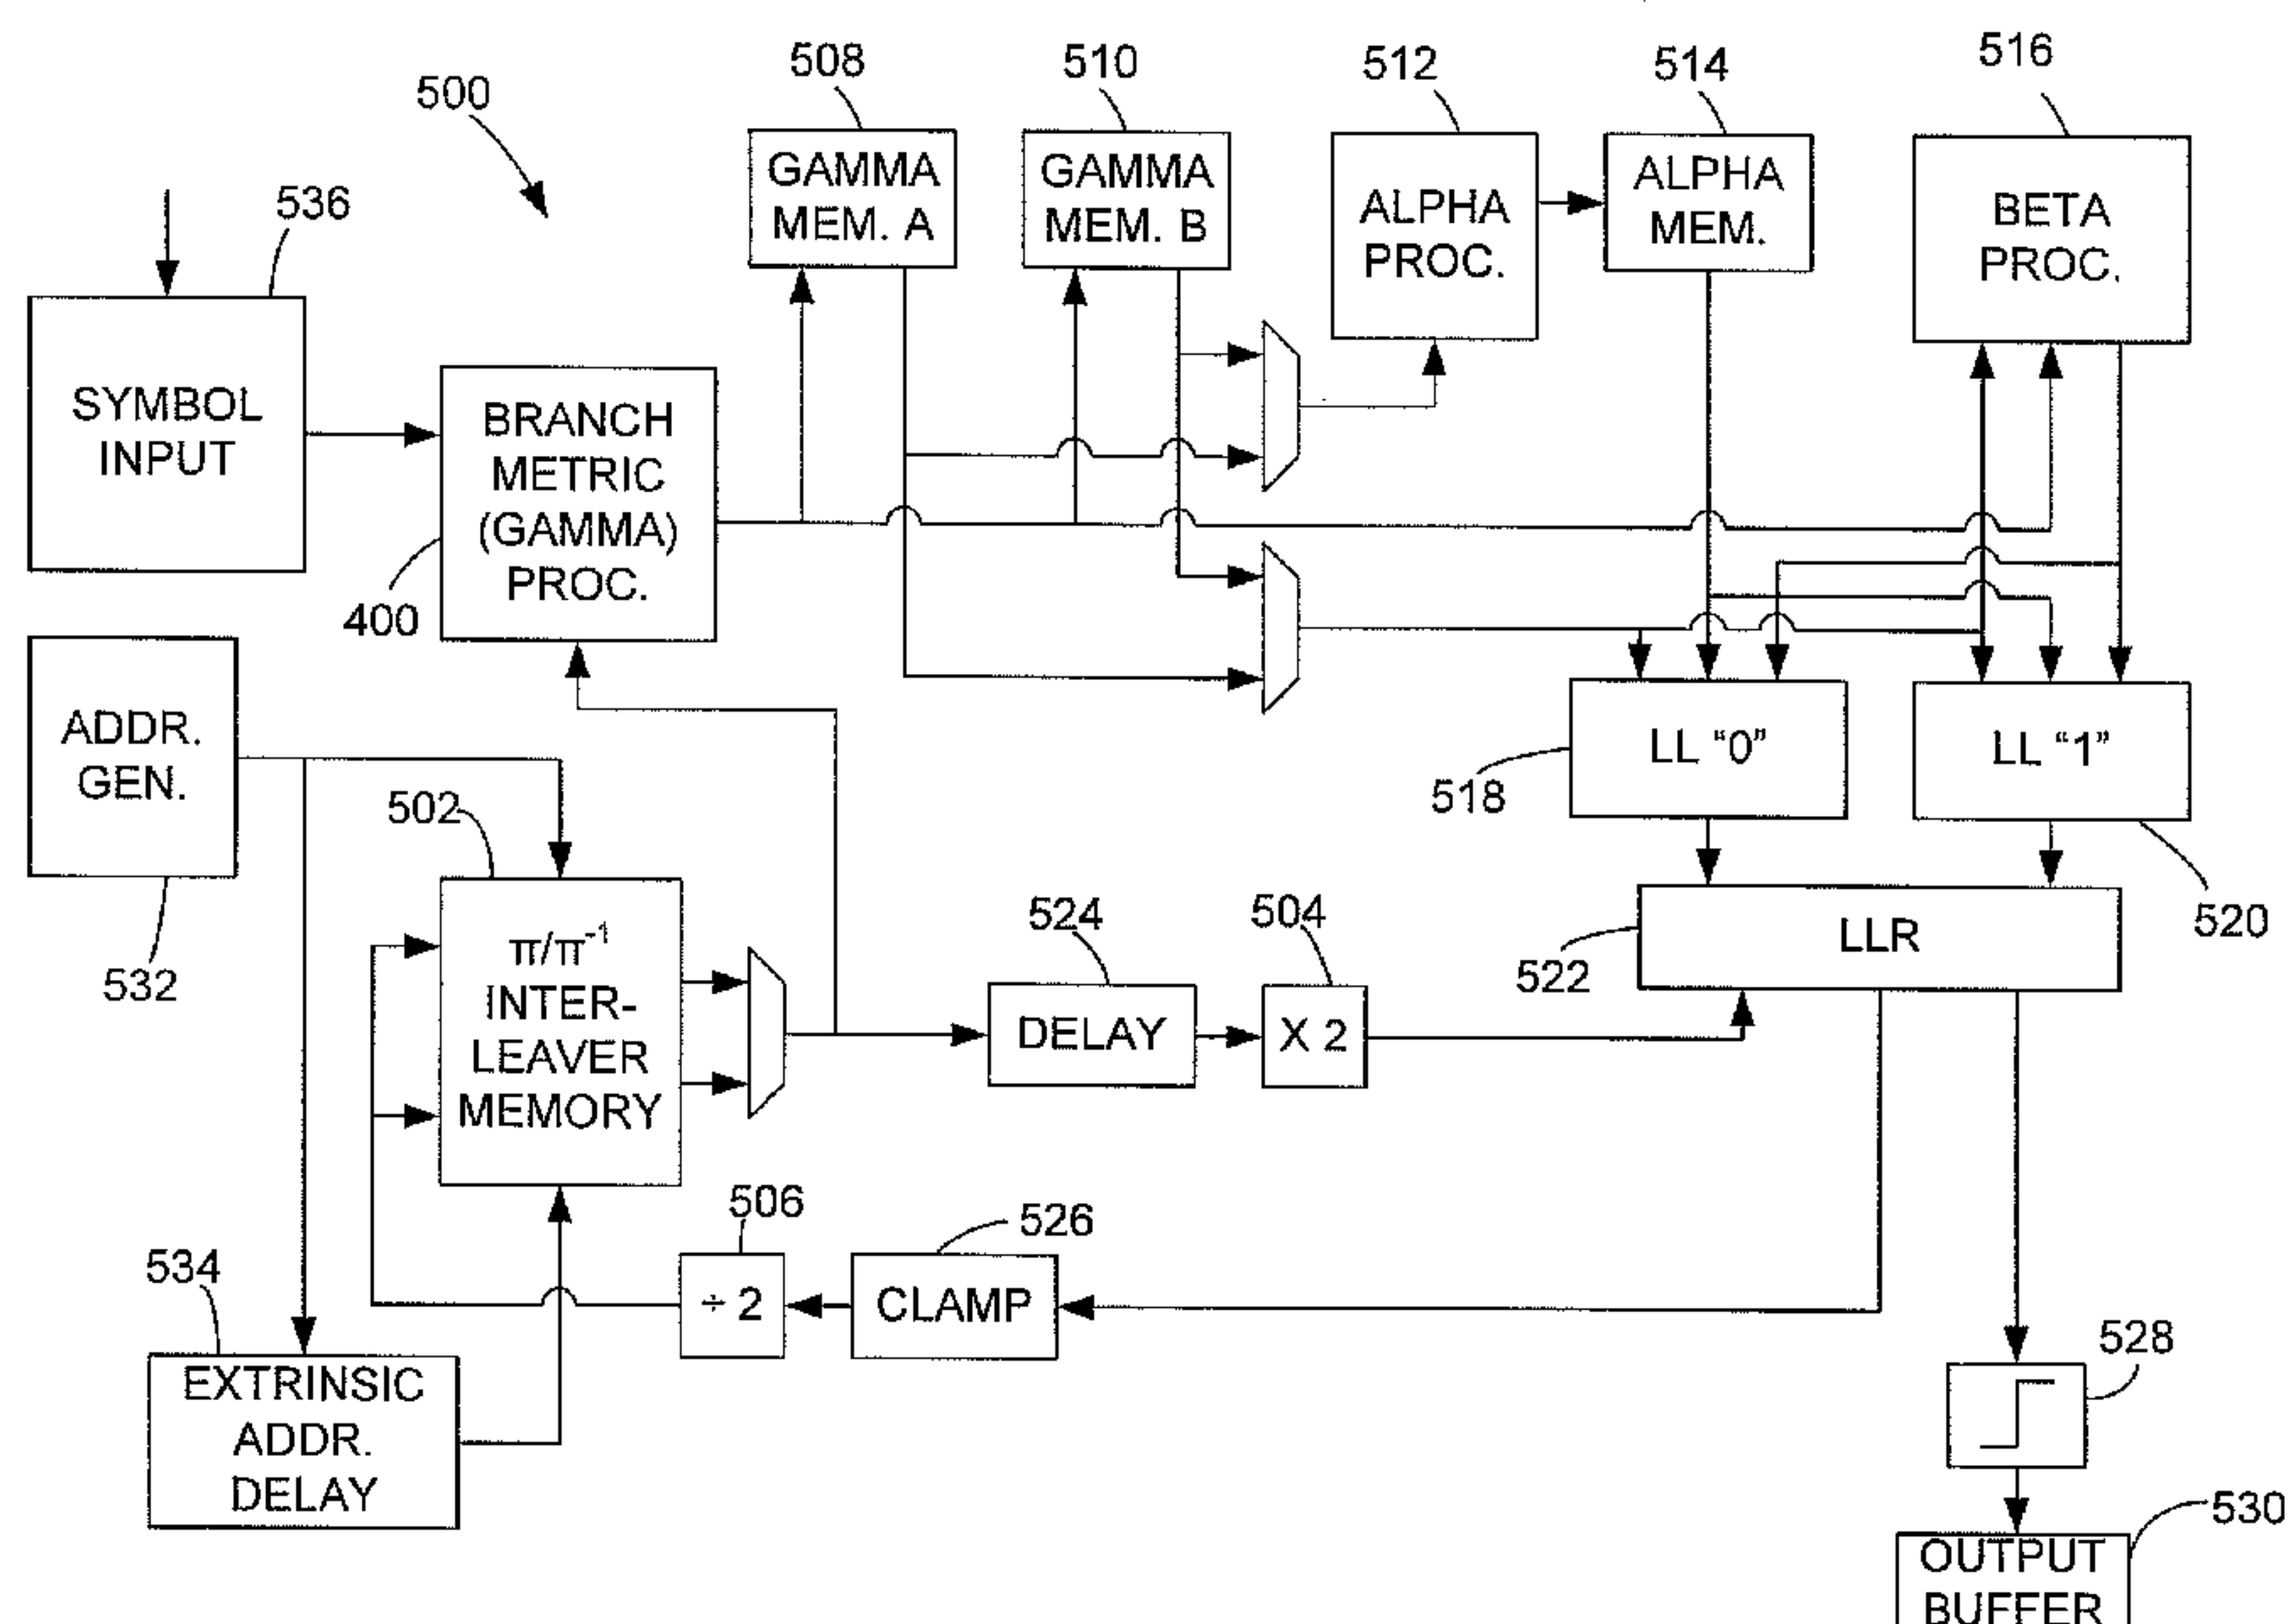 508
510
512
514
516
500
536
GAMMA
MEM. A
GAMMA
MEM. B
ALPHA
PROC.
ALPHA
MEM.
BETA
PROC.
SYMBOL
INPUT
BRANCH
METRIC
(GAMMA)
PROC.
400
ADDR.
GEN.
532
502
LL “0”
518
LL “1”
520
π/π⁻¹
INTER-
LEAVER
MEMORY
524
DELAY
504
X 2
LLR
522
506
÷ 2
526
CLAMP
534
EXTRINSIC
ADDR.
DELAY
528
530
OUTPUT
BUFFER